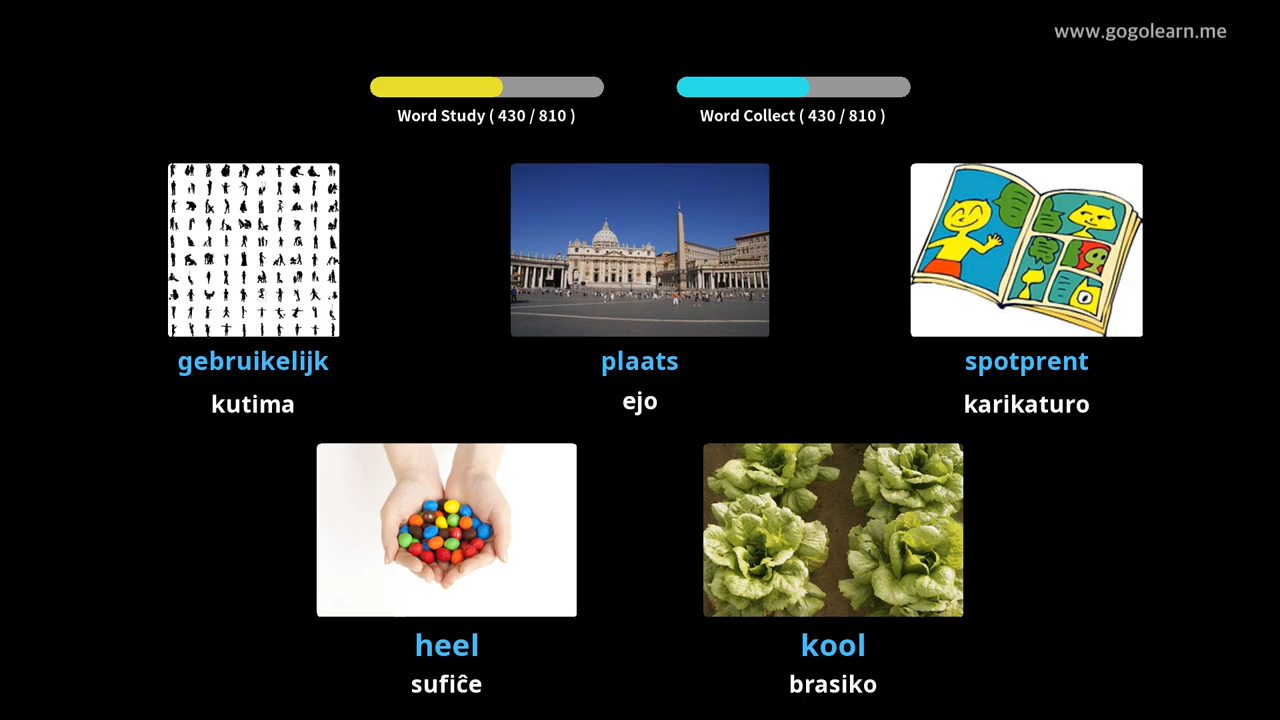 www.gogolearn.me
Word Study ( 430 / 810 )
Word Collect ( 430 / 810 )
gebruikelijk
kutima
plaats
ejo
spotprent
karikaturo
heel
sufiĉe
kool
brasiko